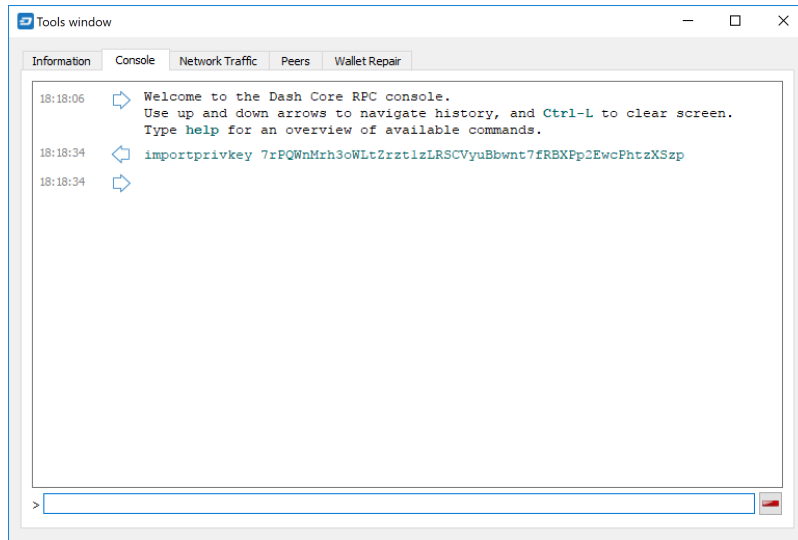 Tools window
Information Console Network Traffic Peers Wallet Repair
18:18:06 Welcome to the Dash Core RPC console.
Use up and down arrows to navigate history, and Ctrl-L to clear screen.
Type help for an overview of available commands.
18:18:34 importprivkey 7rPQWnMrh3oWLtZrzt1zLRSCVyuBbwnt7fRBXPp2EwcPhtzXSzp
18:18:34
>